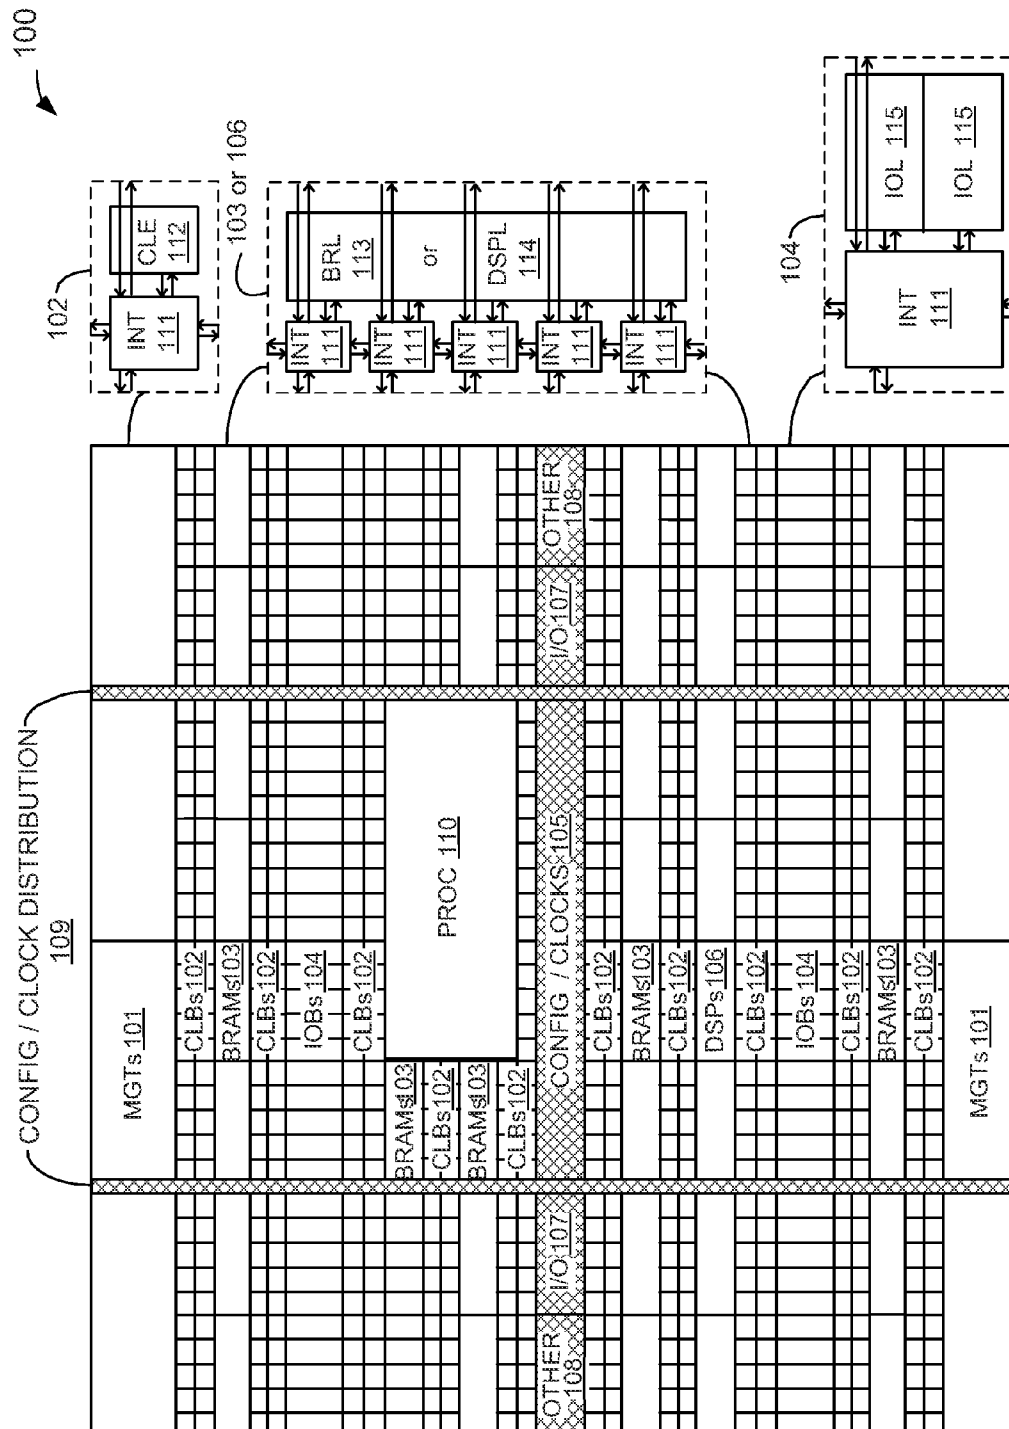 100
CONFIG / CLOCK DISTRIBUTION
109
MGTs 101
CLBs 102
BRAMs 103
CLBs 102
IOBs 104
CLBs 102
BRAMs 103
CLBs 102
BRAMs 103
CLBs 102
PROC 110
OTHER
108
I/O 107
CONFIG / CLOCKS 105
I/O 107
OTHER
108
CLBs 102
BRAMs 103
CLBs 102
DSPs 106
CLBs 102
IOBs 104
CLBs 102
BRAMs 103
CLBs 102
MGTs 101
102
INT
111
CLE
112
103 or 106
INT
111
INT
111
INT
111
INT
111
INT
111
BRL
113
or
DSPL
114
104
INT
111
IOL 115
IOL 115